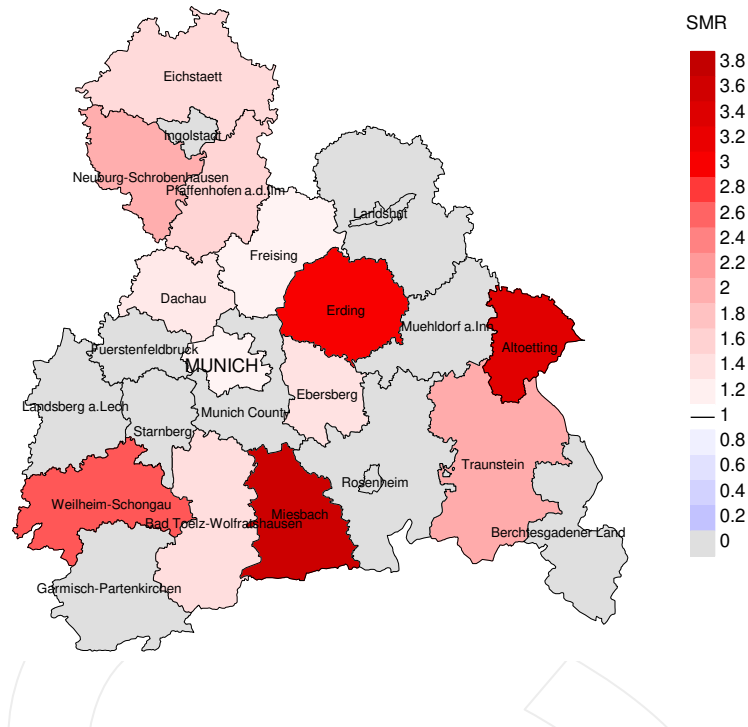 SMR
3.8
3.6
3.4
3.2
3
2.8
2.6
2.4
2.2
2
1.8
1.6
1.4
1.2
1
0.8
0.6
0.4
0.2
0
Eichstaett
Ingolstadt
Neuburg-Schrobenhausen
Pfaffenhofen a.d.Ilm
Landshut
Freising
Dachau
Erding
Muehldorf a.Inn
Altoetting
Fuerstenfeldbruck
MUNICH
Ebersberg
Landsberg a.Lech
Munich County
Starnberg
Traunstein
Rosenheim
Weilheim-Schongau
Bad Toelz-Wolfratshausen
Miesbach
Berchtesgadener Land
Garmisch-Partenkirchen